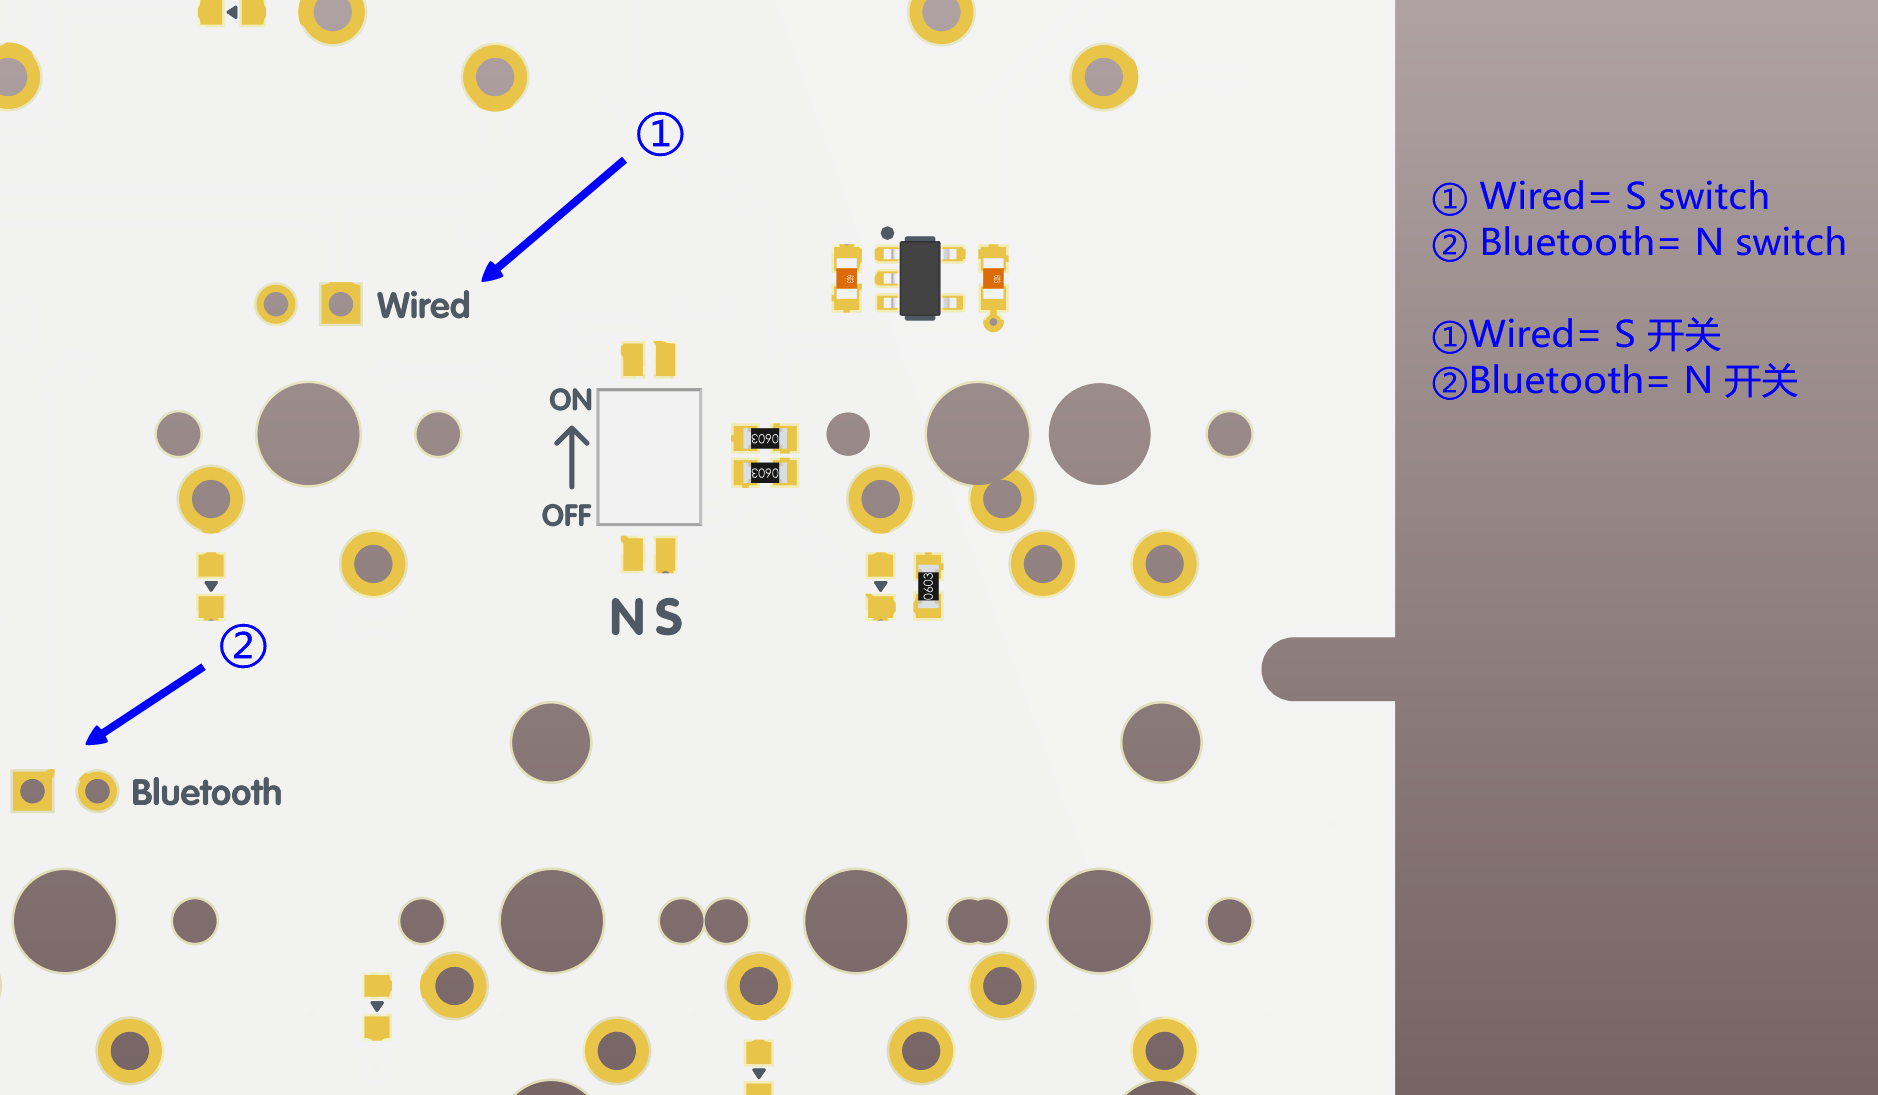 ①
Wired
ON
OFF
0603
0603
0603
N S
②
Bluetooth
① Wired= S switch
② Bluetooth= N switch
①Wired= S 开关
②Bluetooth= N 开关